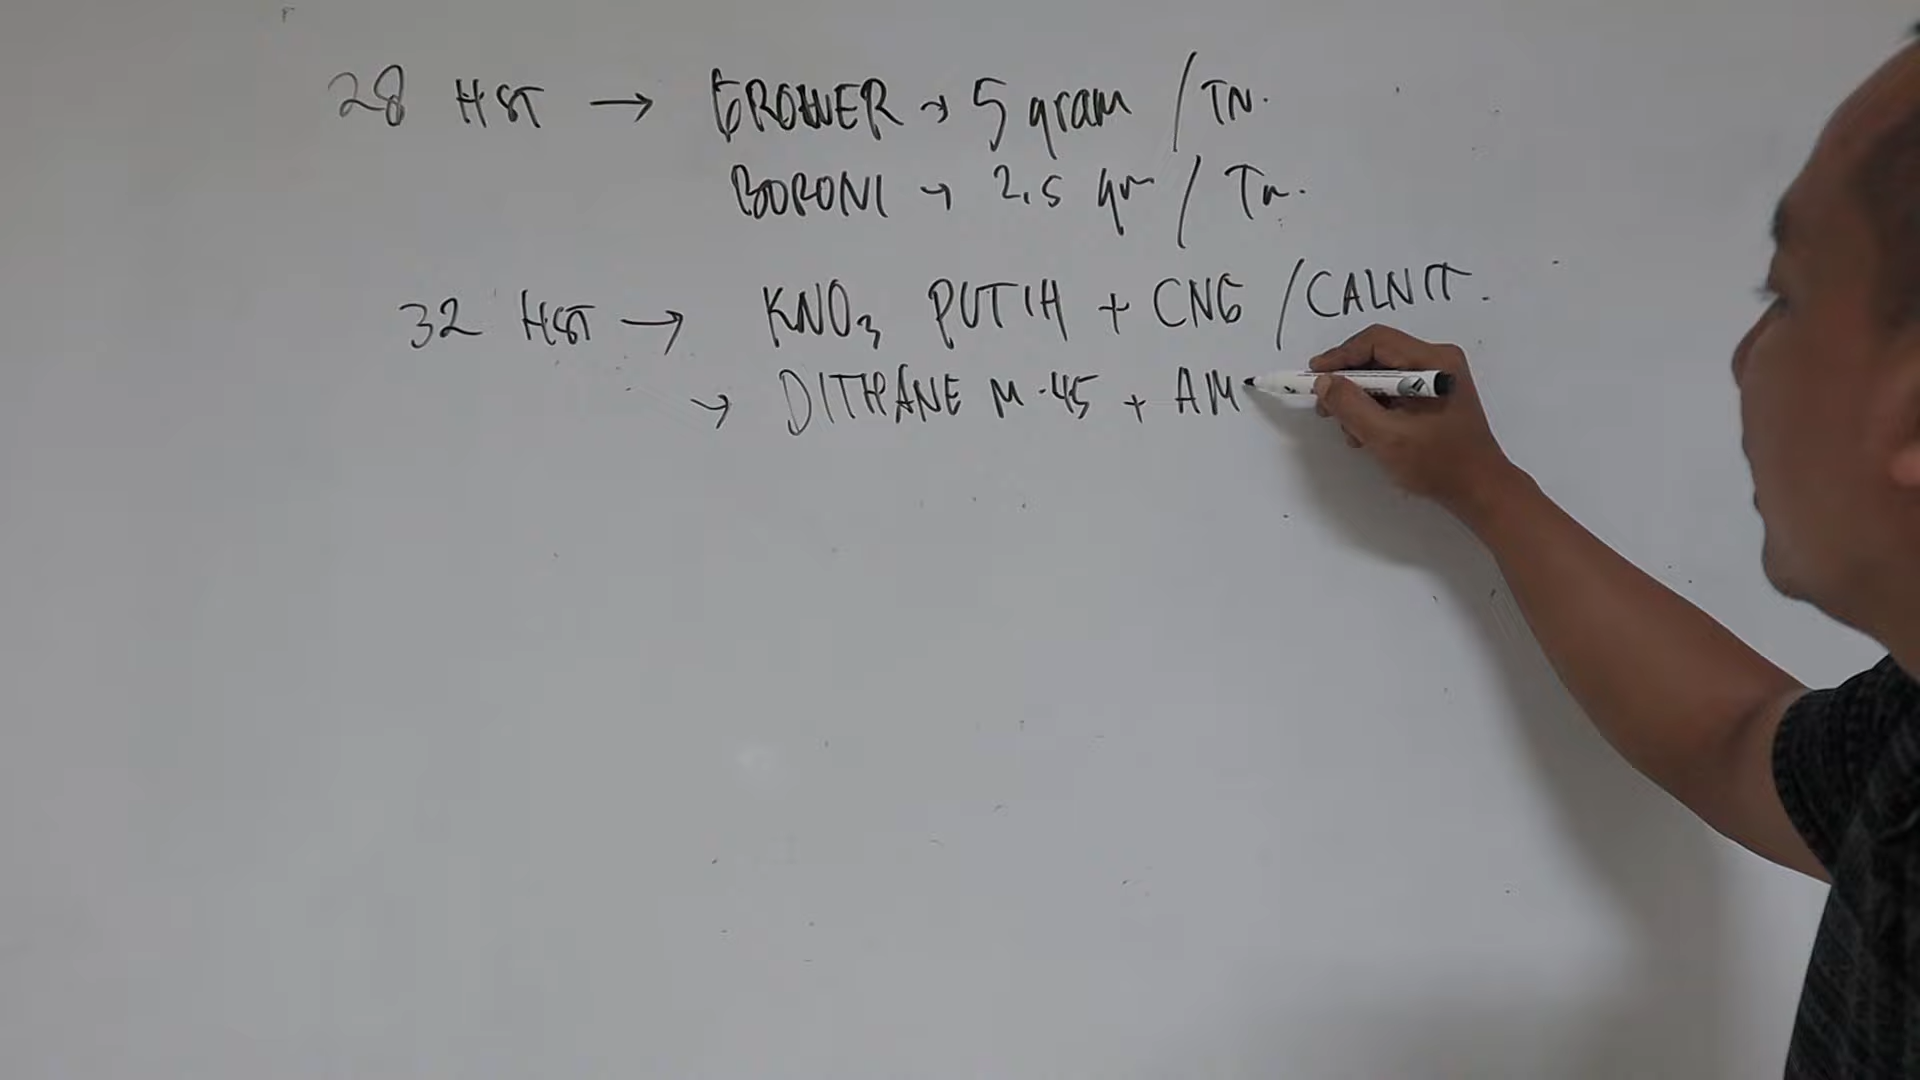 28 HST → GROWER → 5 gram / TN.
BORONI → 2.5 gr / Tn.
32 HST → KNO3 PUTIH + CNG / CALNIT.
→ DITHANE M-45 + AM